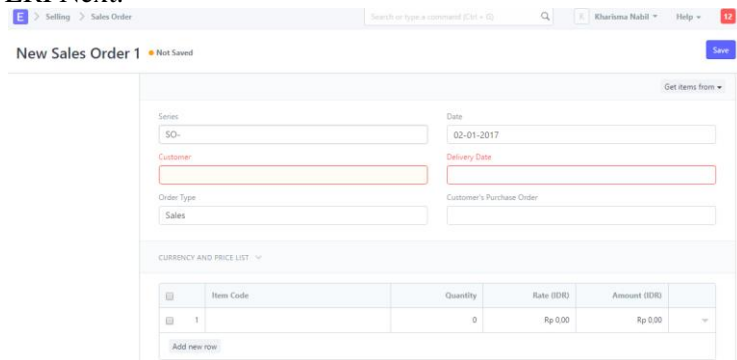 ERPNext.
E > Selling > Sales Order Search or type a command (Ctrl + G) K Kharisma Nabil Help 12
New Sales Order 1 Not Saved Save
Get items from
Series Date
SO- 02-01-2017
Customer Delivery Date
Order Type Customer's Purchase Order
Sales
CURRENCY AND PRICE LIST
Item Code Quantity Rate (IDR) Amount (IDR)
1 0 Rp 0,00 Rp 0,00
Add new row